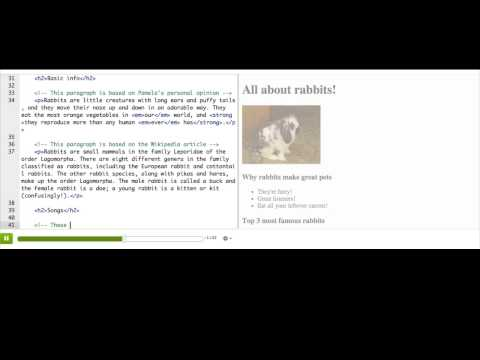 31 <h2>Basic info</h2>
32
33 <!-- This paragraph is based on Pamela's personal opinion -->
34 <p>Rabbits are little creatures with long ears and puffy tails
, and they move their nose up and down in an adorable way. They
eat the most orange vegetables in <em>our</em> world, and <strong
>they reproduce more than any human <em>ever</em> has</strong>.</p
>
35
36 <!-- This paragraph is based on the Wikipedia article -->
37 <p>Rabbits are small mammals in the family Leporidae of the
order Lagomorpha. There are eight different genera in the family
classified as rabbits, including the European rabbit and cottontai
l rabbits. The other rabbit species, along with pikas and hares,
make up the order Lagomorpha. The male rabbit is called a buck and
the female rabbit is a doe; a young rabbit is a kitten or kit
(confusingly!).</p>
38
39 <h2>Songs</h2>
40
41 <!-- These
All about rabbits!
Why rabbits make great pets
They're furry!
Great listeners!
Eat all your leftover carrots!
Top 3 most famous rabbits